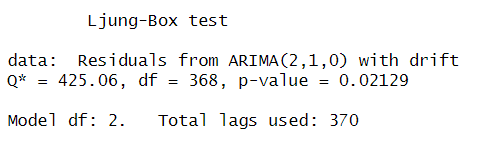 Ljung-Box test
data:  Residuals from ARIMA(2,1,0) with drift
Q* = 425.06, df = 368, p-value = 0.02129
Model df: 2.   Total lags used: 370